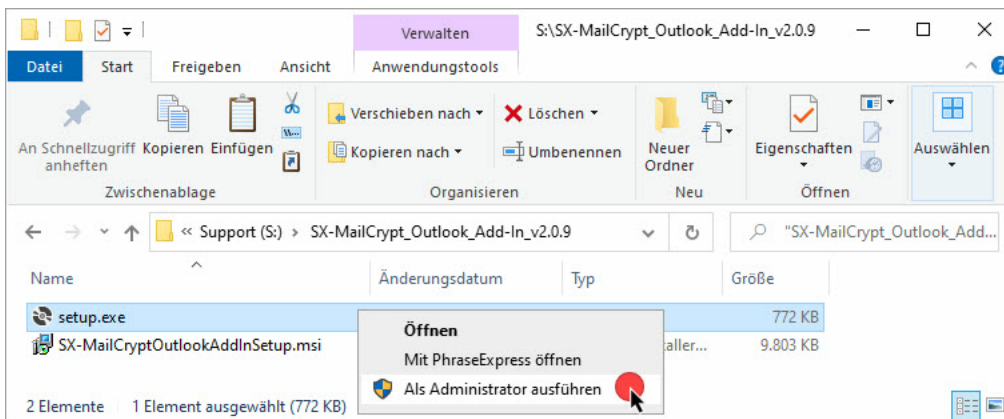 Verwalten
S:\SX-MailCrypt_Outlook_Add-In_v2.0.9
Datei Start Freigeben Ansicht Anwendungstools
An Schnellzugriff anheften
Kopieren
Einfügen
Verschieben nach
Kopieren nach
Löschen
Umbenennen
Neuer Ordner
Eigenschaften
Auswählen
Zwischenablage Organisieren Neu Öffnen
« Support (S:) › SX-MailCrypt_Outlook_Add-In_v2.0.9
"SX-MailCrypt_Outlook_Add...
Name Änderungsdatum Typ Größe
setup.exe 772 KB
SX-MailCryptOutlookAddInSetup.msi aller... 9.803 KB
Öffnen
Mit PhraseExpress öffnen
Als Administrator ausführen
2 Elemente 1 Element ausgewählt (772 KB)